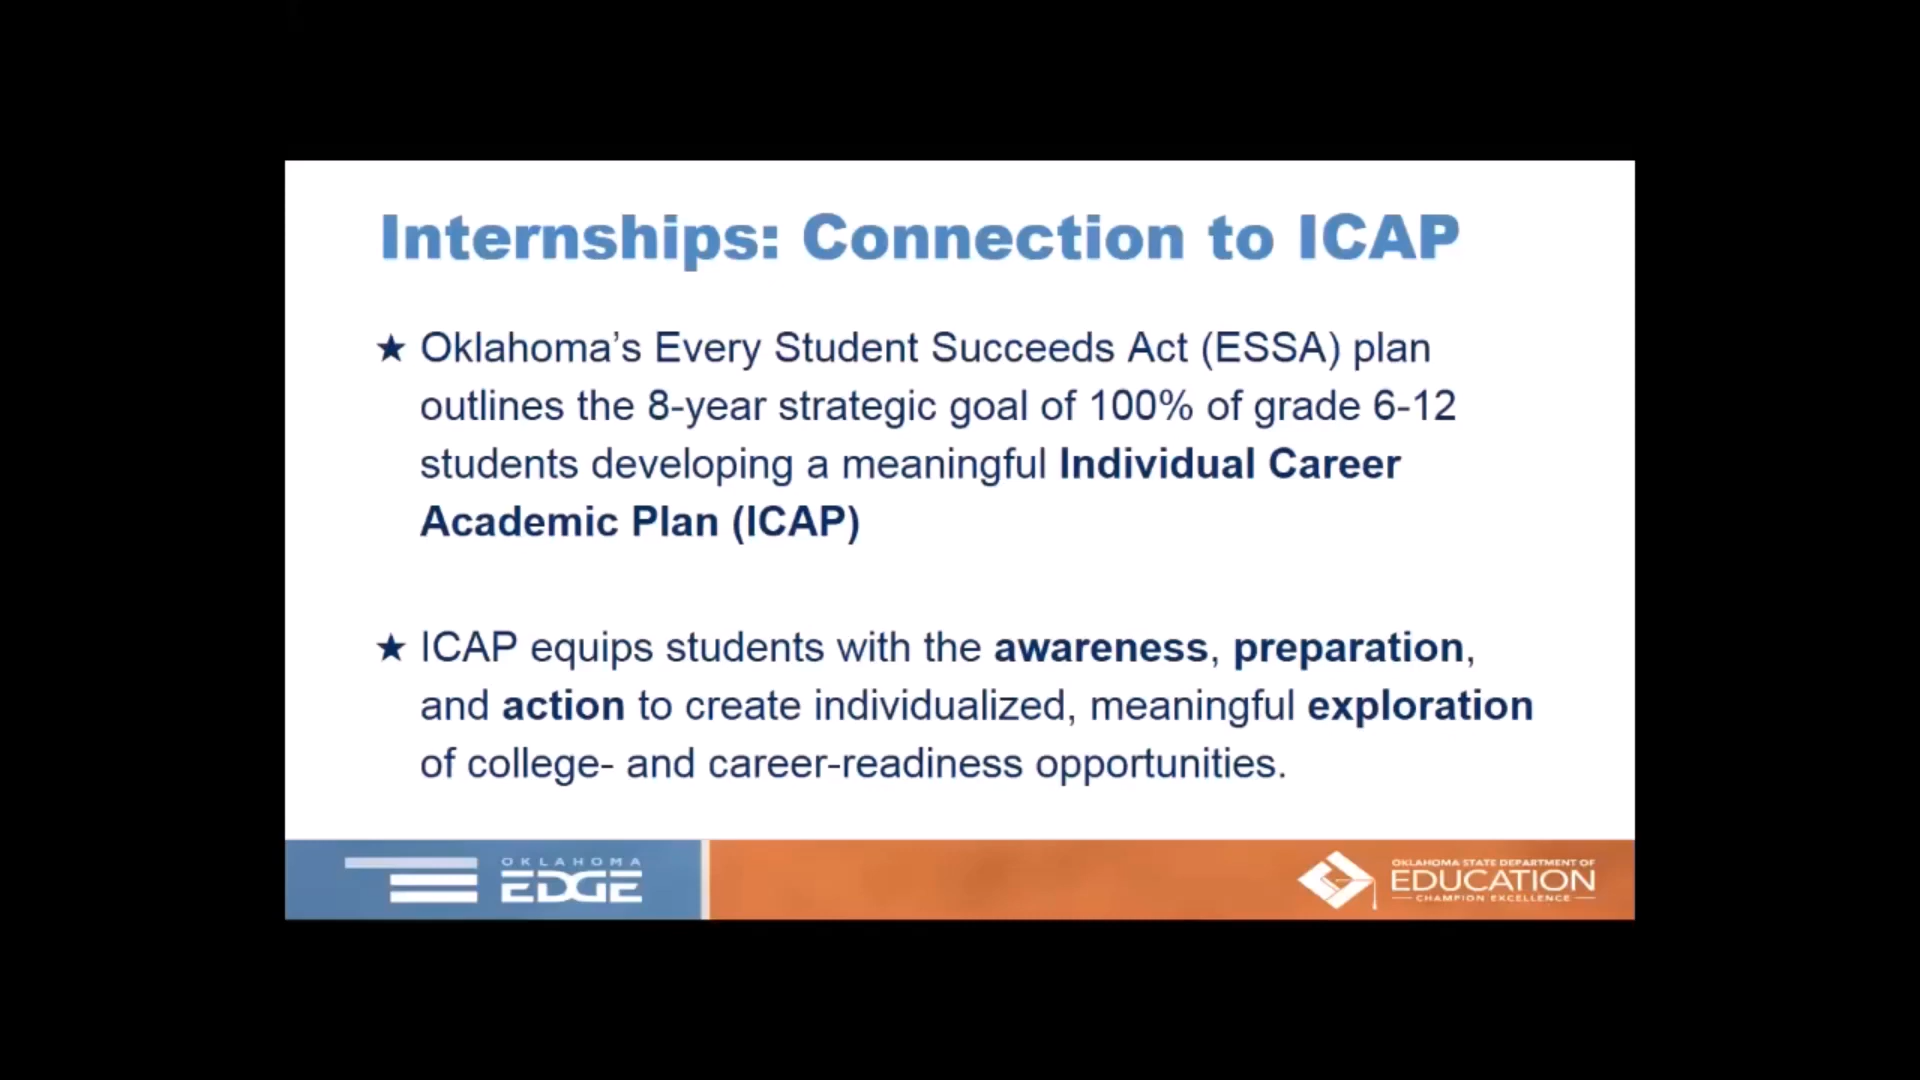 Internships: Connection to ICAP
★ Oklahoma’s Every Student Succeeds Act (ESSA) plan
outlines the 8-year strategic goal of 100% of grade 6-12
students developing a meaningful Individual Career
Academic Plan (ICAP)
★ ICAP equips students with the awareness, preparation,
and action to create individualized, meaningful exploration
of college- and career-readiness opportunities.
OKLAHOMA
EDGE
OKLAHOMA STATE DEPARTMENT OF
EDUCATION
CHAMPION EXCELLENCE